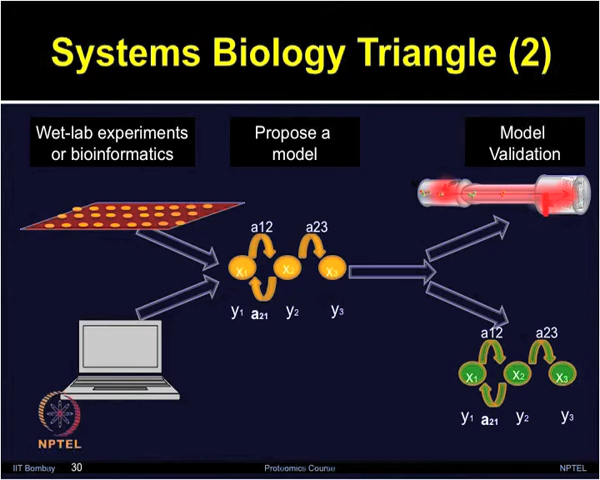 Systems Biology Triangle (2)
Wet-lab experiments
or bioinformatics
Propose a
model
Model
Validation
a12 a23
x1 x2 x3
y1 a21 y2 y3
a12 a23
x1 x2 x3
y1 a21 y2 y3
NPTEL
IIT Bombay 30 Proteomics Course NPTEL